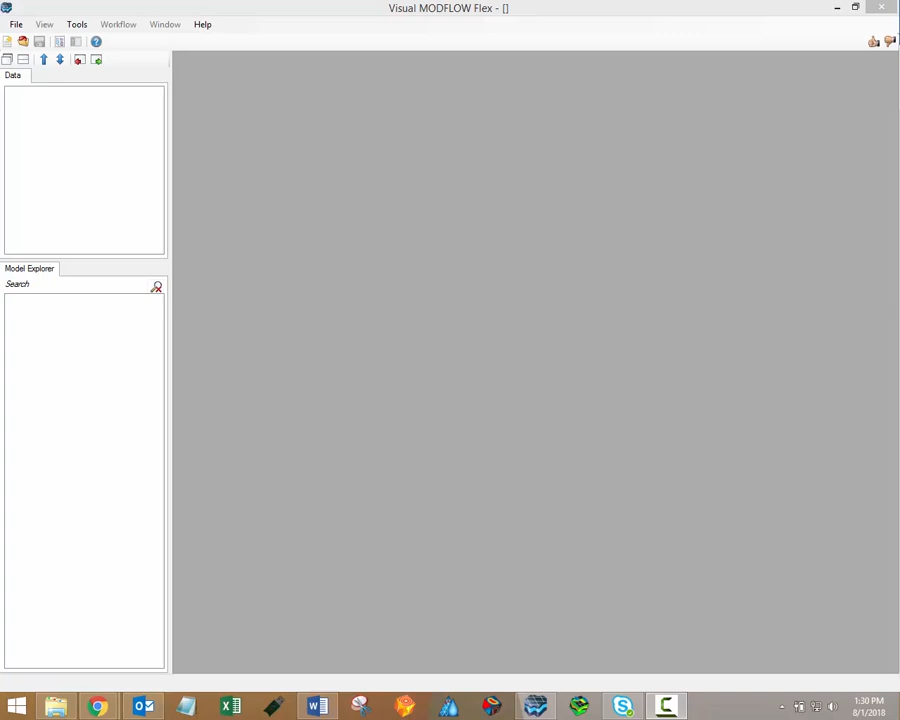 Visual MODFLOW Flex - []
File View Tools Workflow Window Help
Data
Model Explorer
Search
1:30 PM
8/1/2018